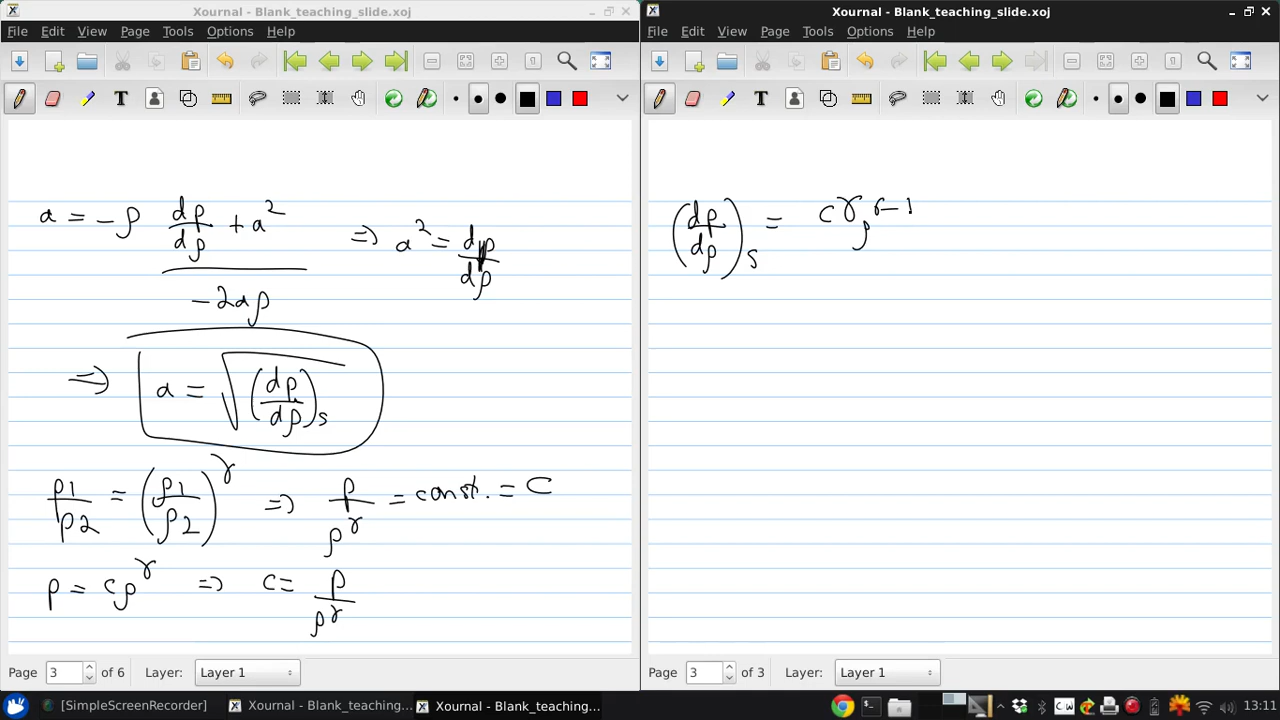 Xournal - Blank_teaching_slide.xoj
File Edit View Page Tools Options Help
a = -ρ dp/dρ + a² / -2aρ ⇒ a² = dp/dρ
⇒ a = √(dp/dρ)s
p1/p2 = (ρ1/ρ2)^γ ⇒ p/ρ^γ = const. = C
p = cρ^γ ⇒ c = p/ρ^γ
Page 3 of 6 Layer: Layer 1
Xournal - Blank_teaching_slide.xoj
File Edit View Page Tools Options Help
(dp/dρ)s = cγρ^γ-1
Page 3 of 3 Layer: Layer 1
[SimpleScreenRecorder] Xournal - Blank_teaching_... Xournal - Blank_teaching... 13:11